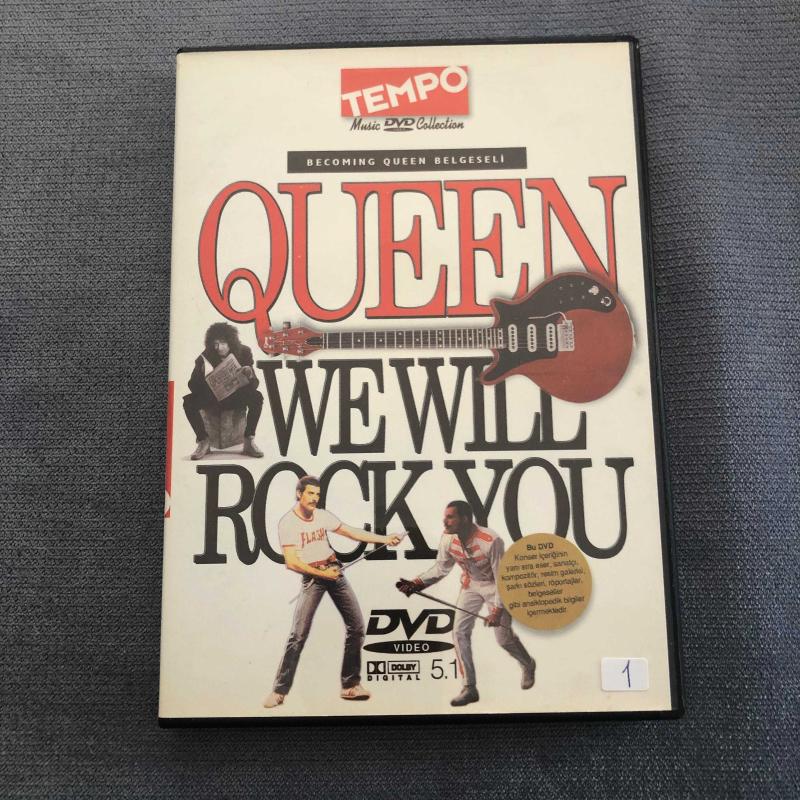 TEMPO
Music DVD Collection
BECOMING QUEEN BELGESELİ
QUEEN
WE WILL
ROCK YOU
FLASH
Bu DVD
Konser içeriğinin
yanı sıra eser, sanatçı,
kompozitör, resim galerisi,
şarkı sözleri, röportajlar,
belgeseller
gibi ansiklopedik bilgiler
içermektedir.
DVD
VIDEO
DOLBY
DIGITAL 5.1
1